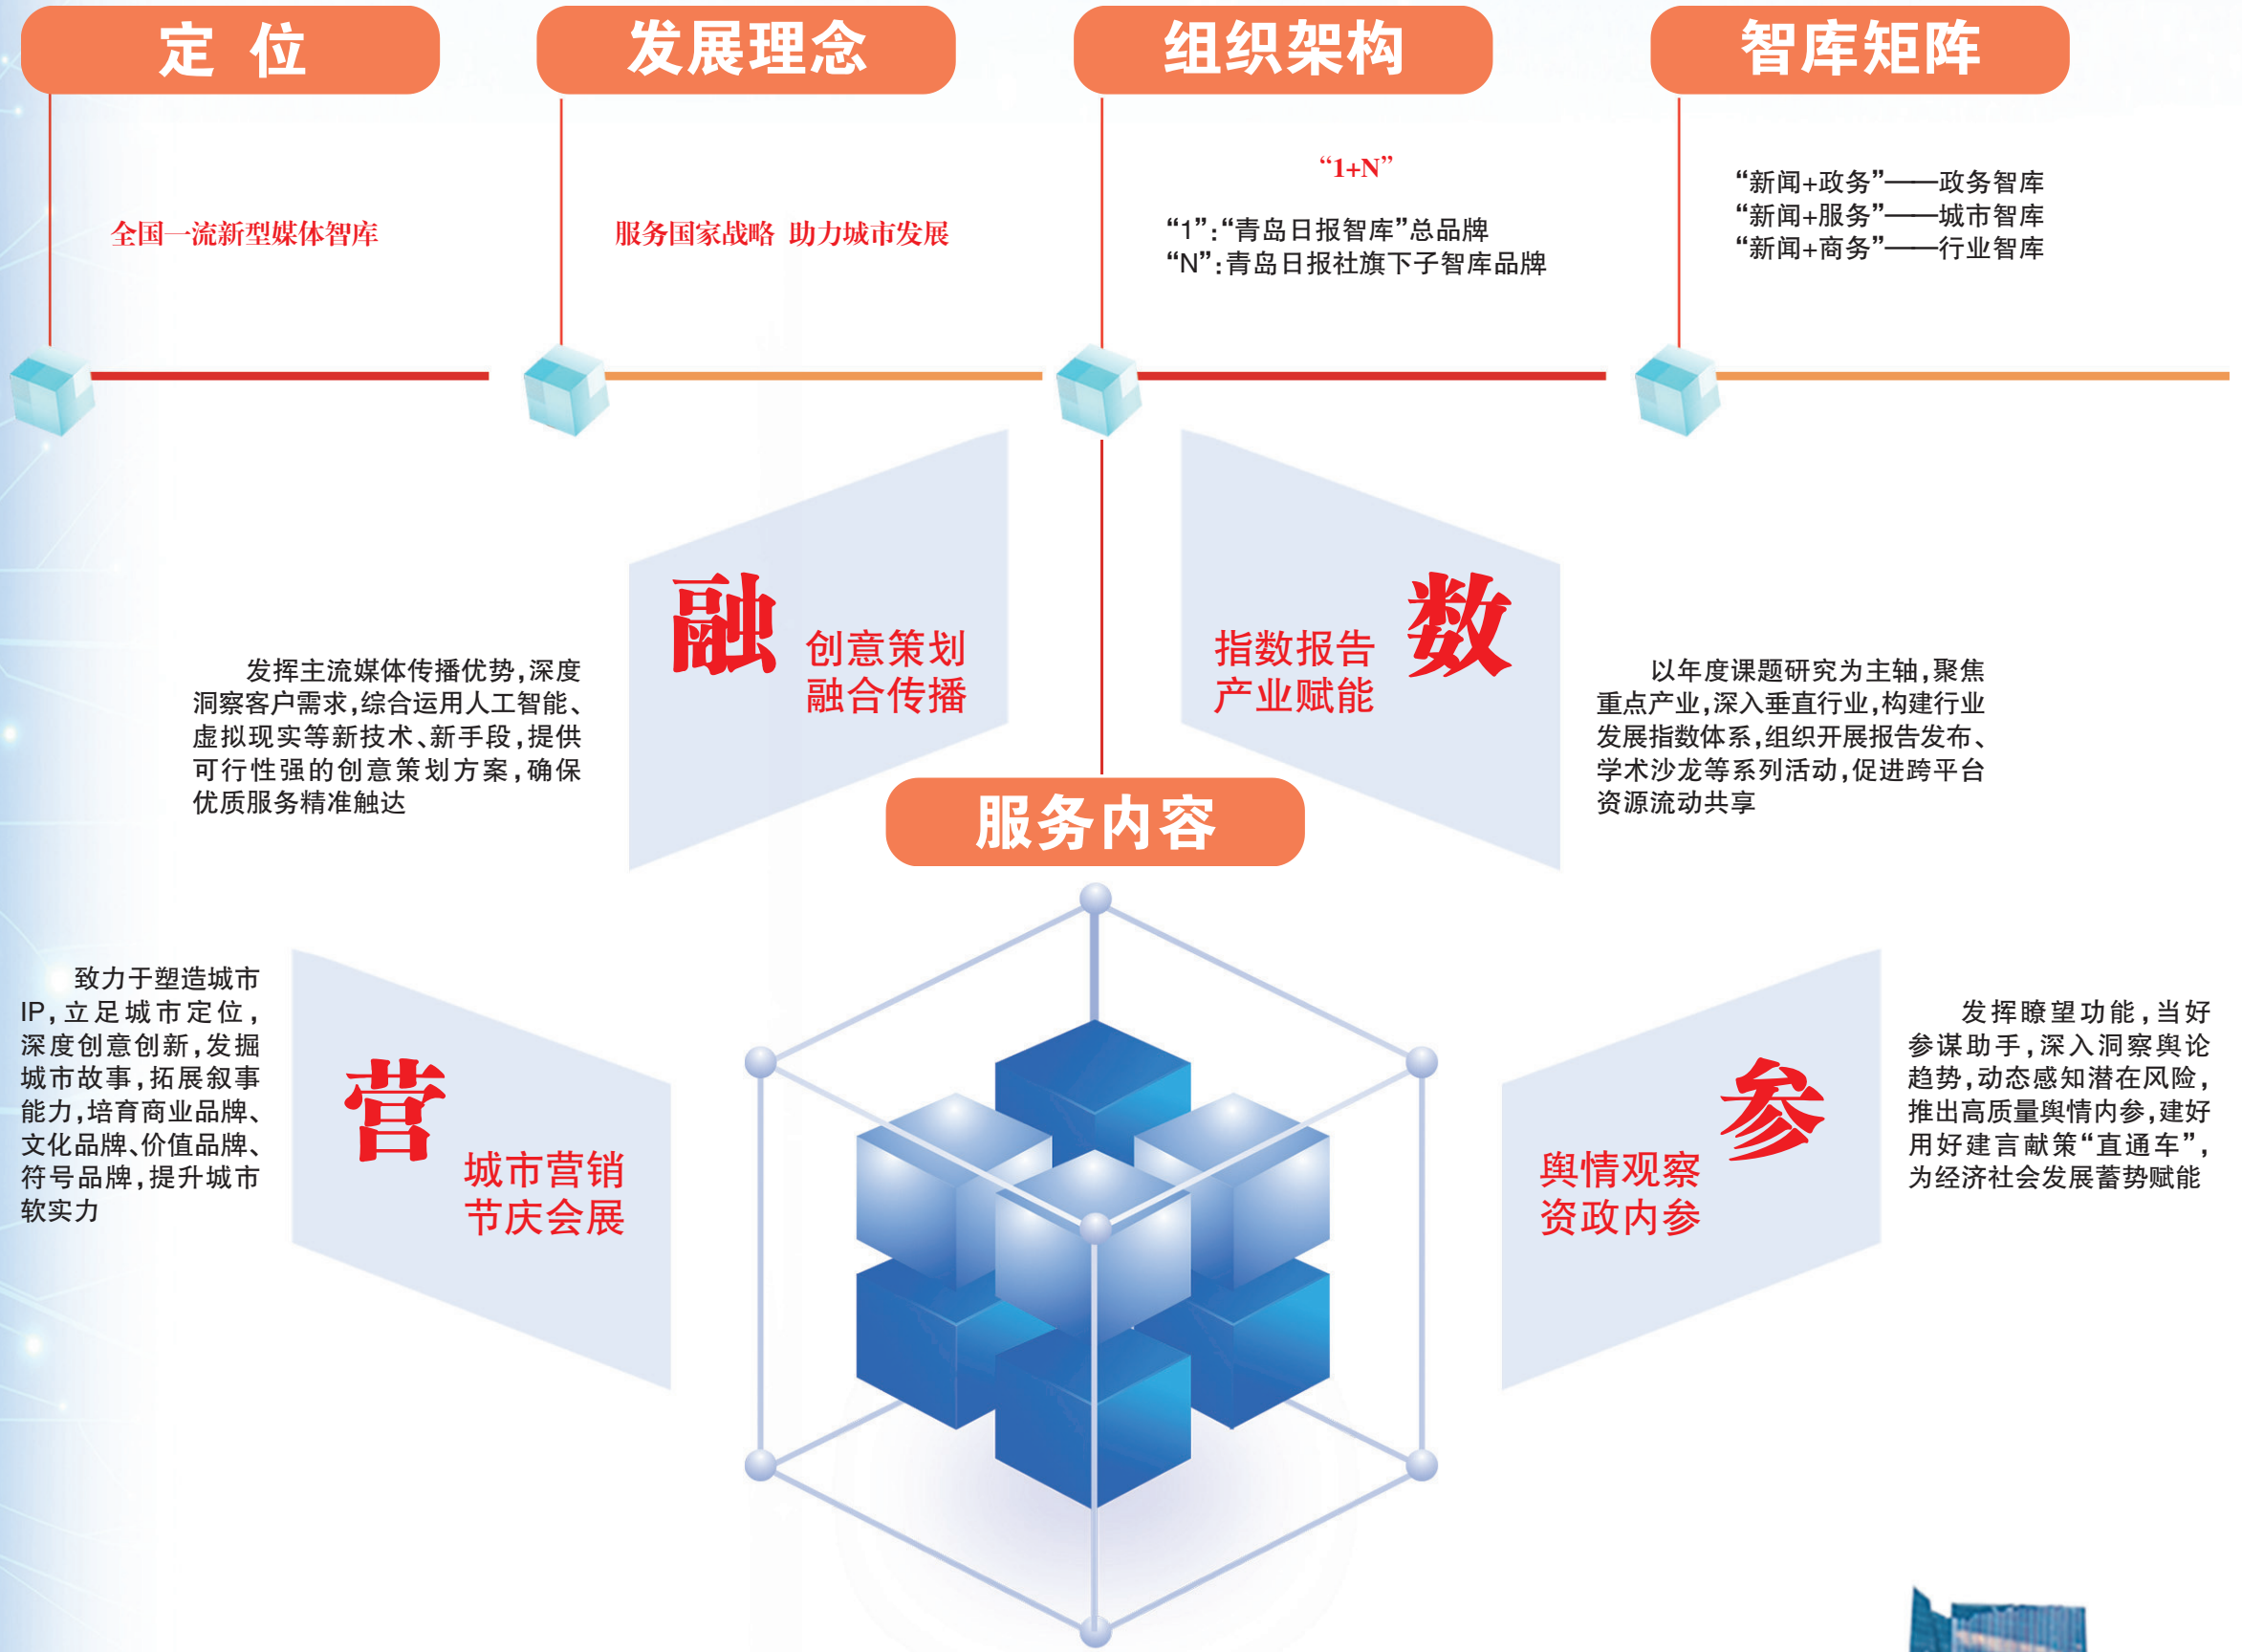 定 位
全国一流新型媒体智库
发展理念
服务国家战略 助力城市发展
组织架构
“1+N”
“1”:“青岛日报智库”总品牌
“N”:青岛日报社旗下子智库品牌
智库矩阵
“新闻+政务”——政务智库
“新闻+服务”——城市智库
“新闻+商务”——行业智库
融
创意策划
融合传播
发挥主流媒体传播优势,深度
洞察客户需求,综合运用人工智能、
虚拟现实等新技术、新手段,提供
可行性强的创意策划方案,确保
优质服务精准触达
数
指数报告
产业赋能
以年度课题研究为主轴,聚焦
重点产业,深入垂直行业,构建行业
发展指数体系,组织开展报告发布、
学术沙龙等系列活动,促进跨平台
资源流动共享
服务内容
致力于塑造城市
IP,立足城市定位,
深度创意创新,发掘
城市故事,拓展叙事
能力,培育商业品牌、
文化品牌、价值品牌、
符号品牌,提升城市
软实力
营
城市营销
节庆会展
参
舆情观察
资政内参
发挥瞭望功能,当好
参谋助手,深入洞察舆论
趋势,动态感知潜在风险,
推出高质量舆情内参,建好
用好建言献策“直通车”,
为经济社会发展蓄势赋能